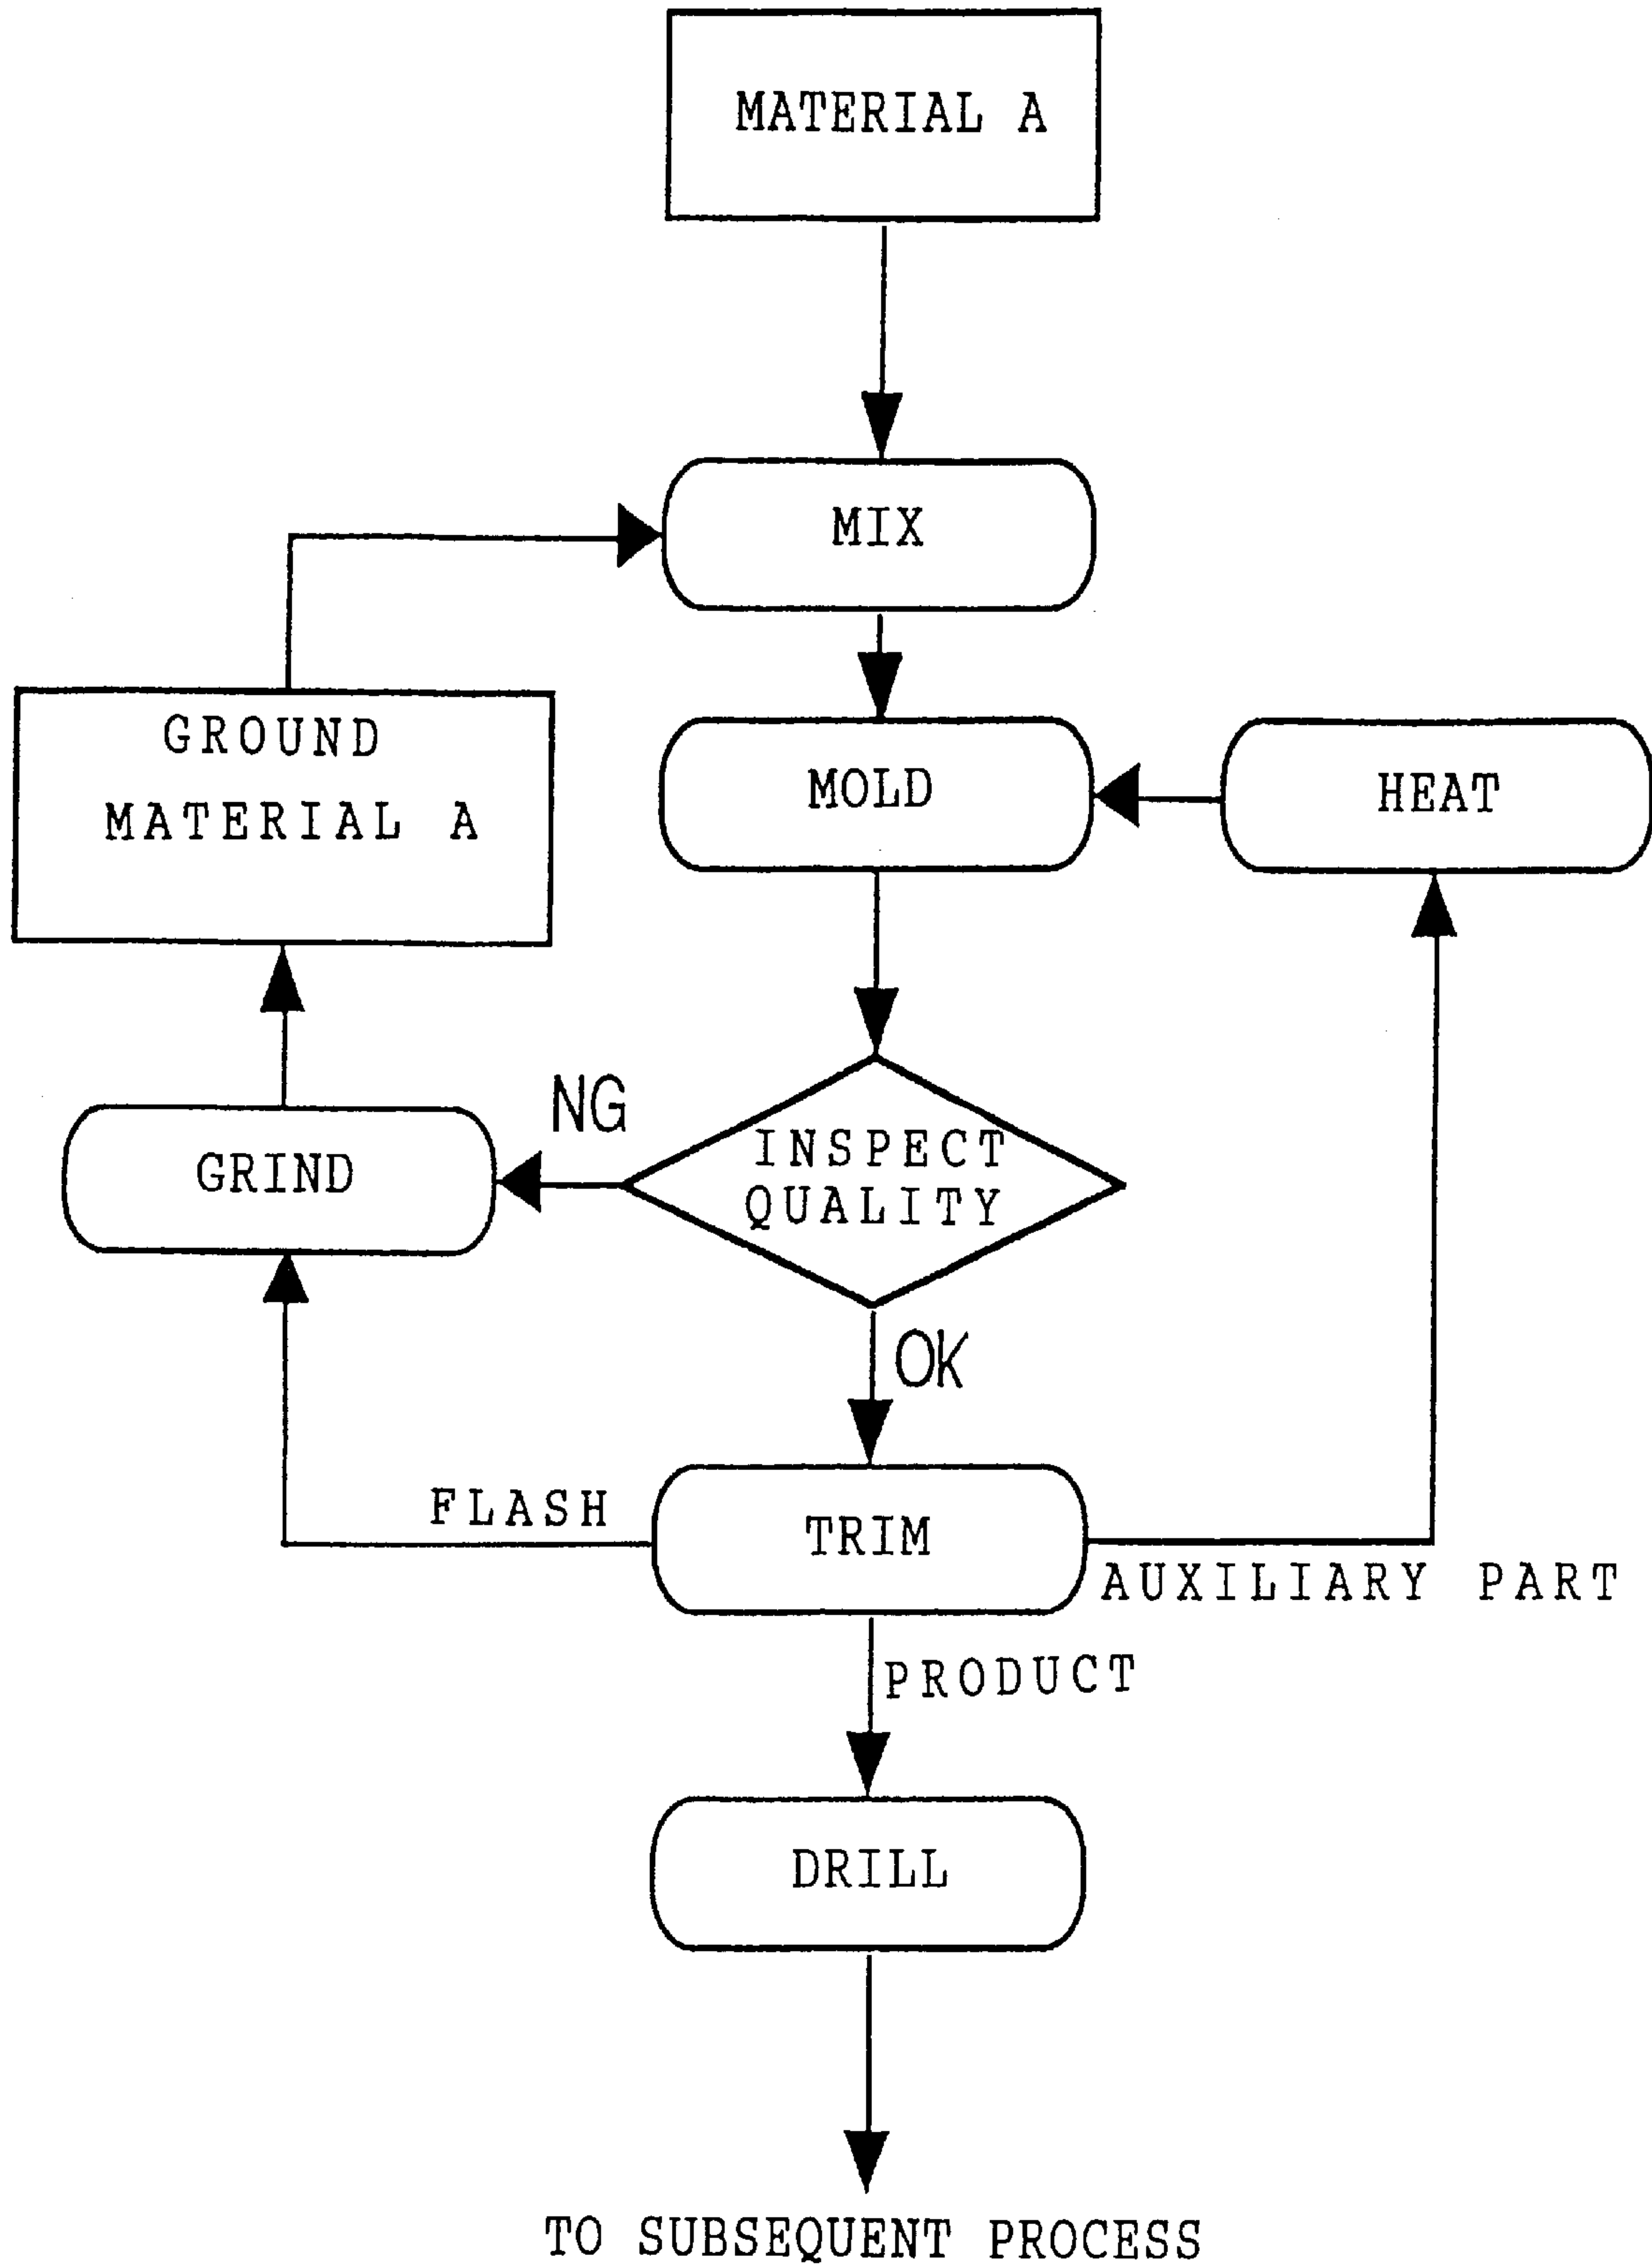 MATERIAL A
MIX
GROUND
MATERIAL A
MOLD
HEAT
NG
INSPECT
QUALITY
GRIND
OK
FLASH
TRIM
AUXILIARY PART
PRODUCT
DRILL
TO SUBSEQUENT PROCESS